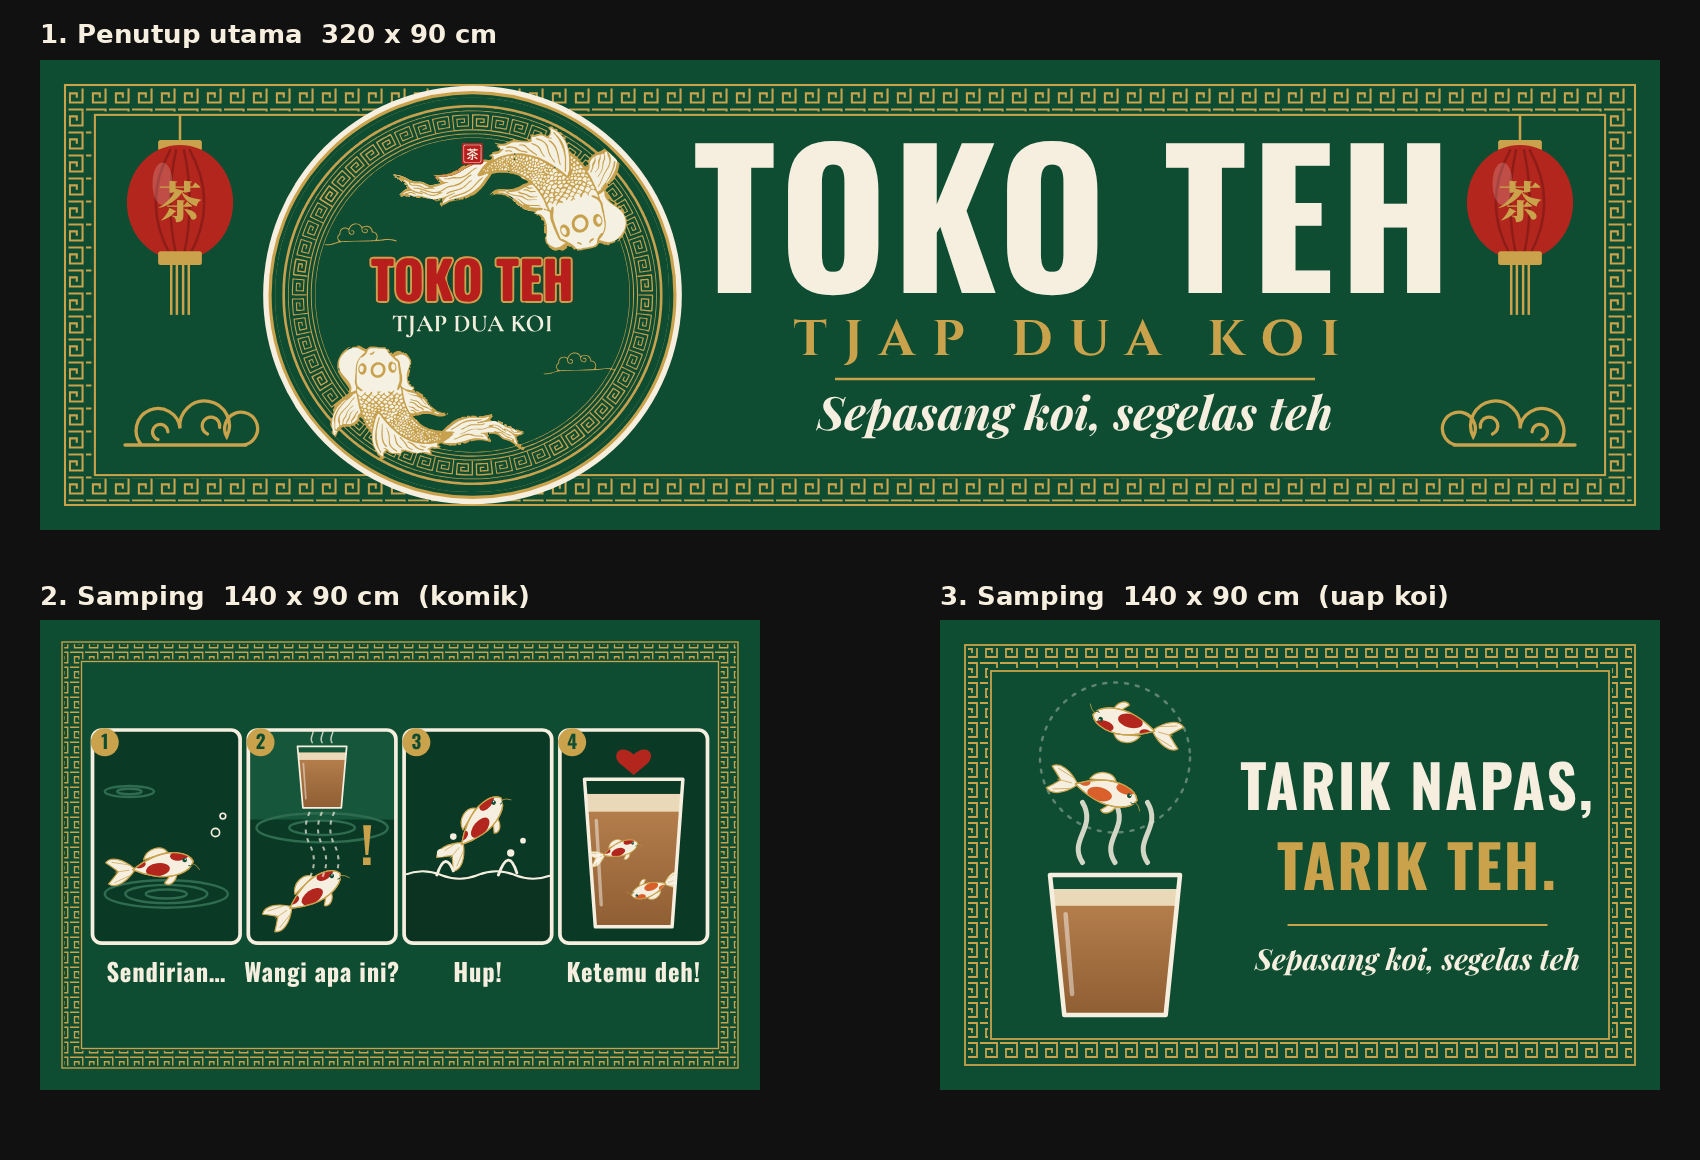 1. Penutup utama  320 x 90 cm
茶
茶
TOKO TEH
TJAP DUA KOI
TOKO TEH
TJAP DUA KOI
Sepasang koi, segelas teh
茶
2. Samping  140 x 90 cm  (komik)
1
2
3
4
!
Sendirian...
Wangi apa ini?
Hup!
Ketemu deh!
3. Samping  140 x 90 cm  (uap koi)
TARIK NAPAS,
TARIK TEH.
Sepasang koi, segelas teh